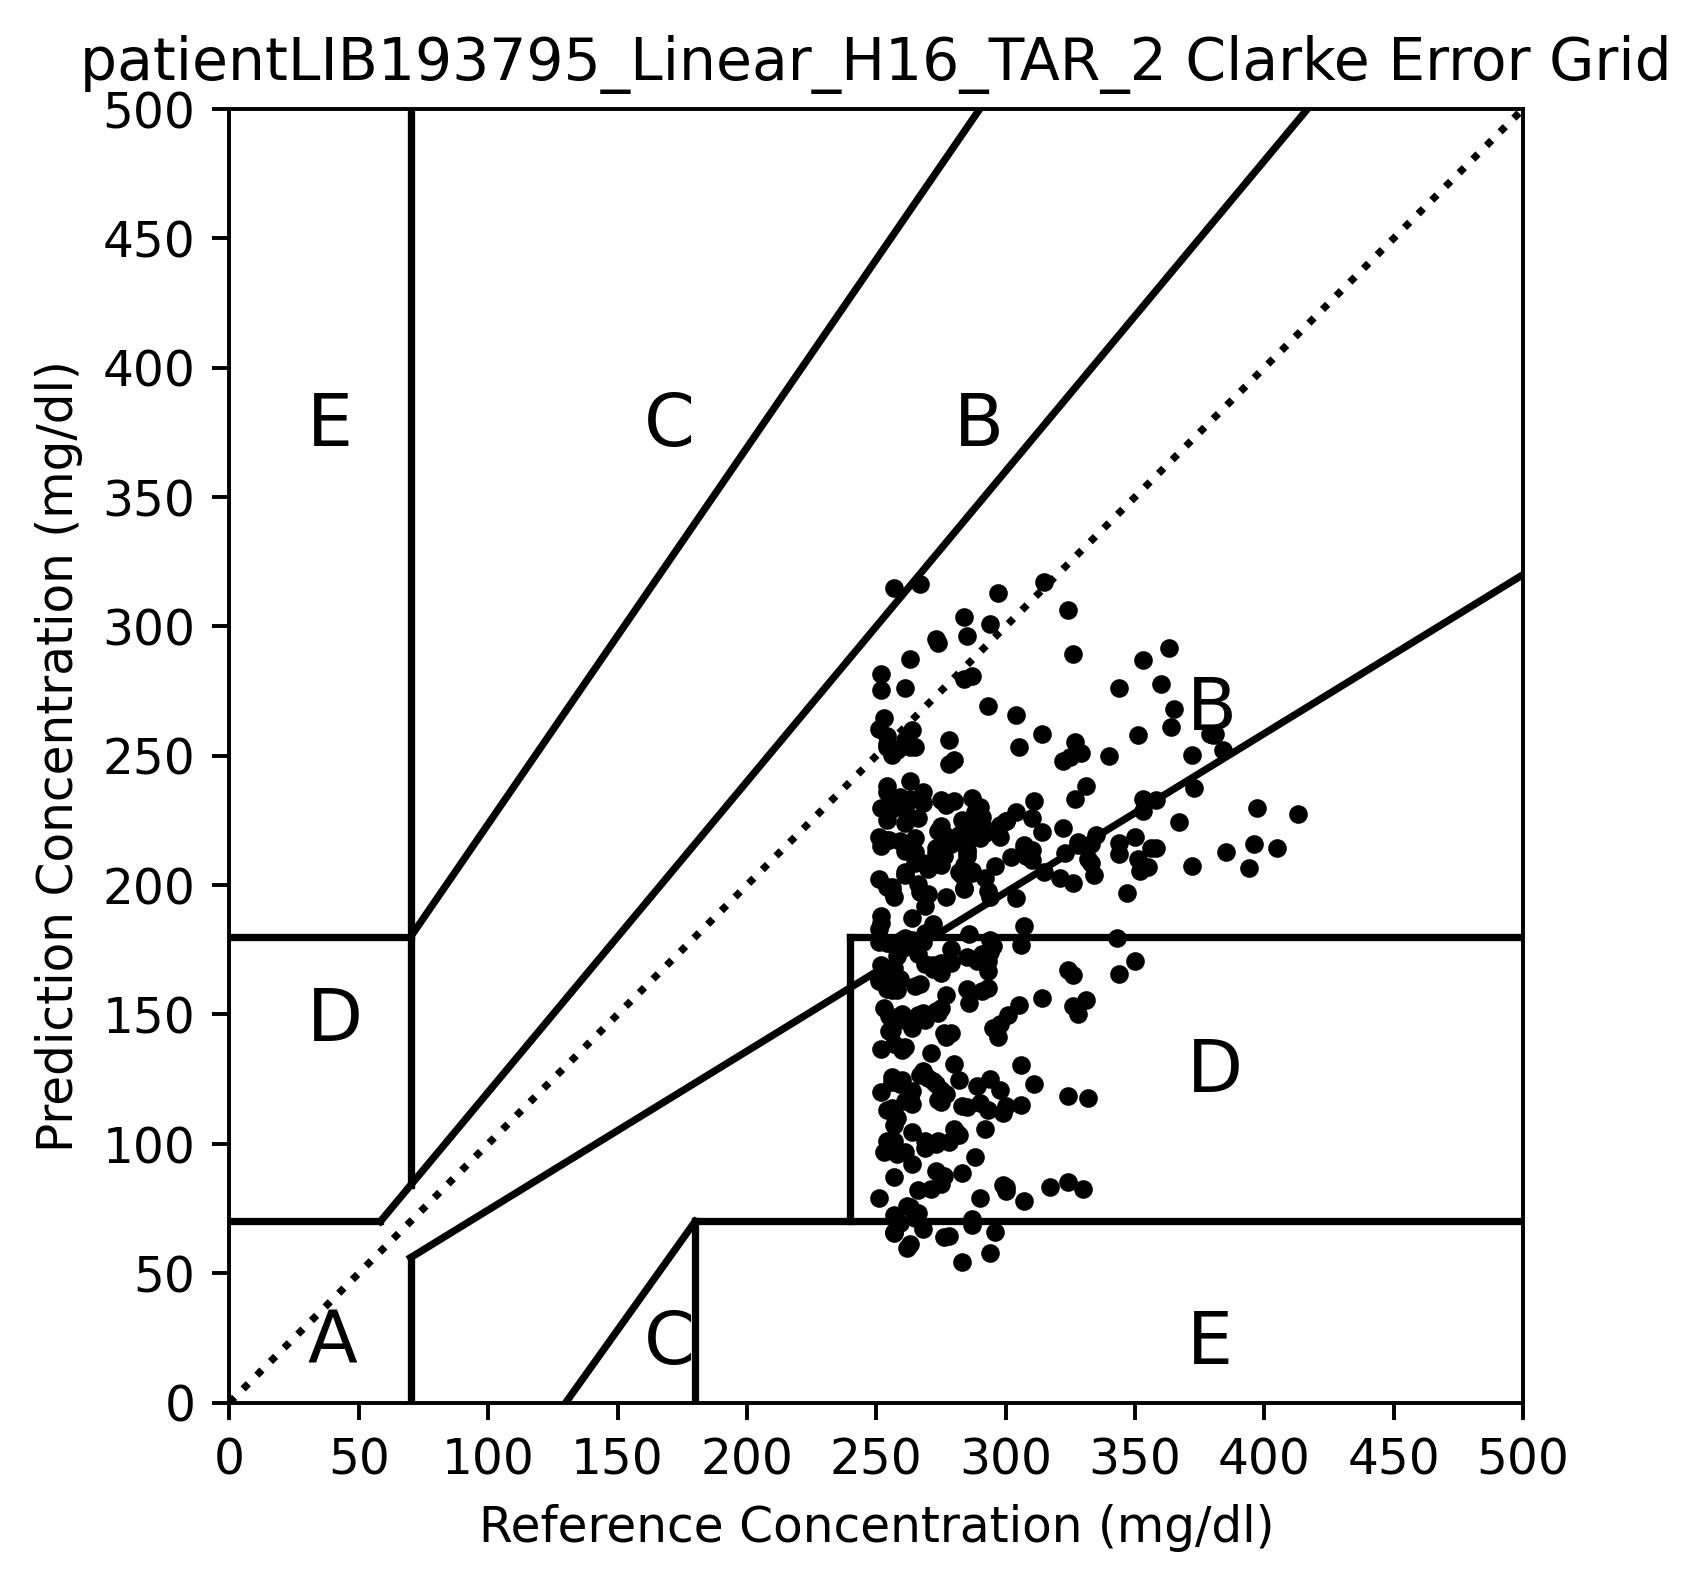 patientLIB193795_Linear_H16_TAR_2 Clarke Error Grid
500
450
400
350
300
250
200
150
100
50
0
Prediction Concentration (mg/dl)
E
C
B
B
D
D
A
C
E
0 50 100 150 200 250 300 350 400 450 500
Reference Concentration (mg/dl)